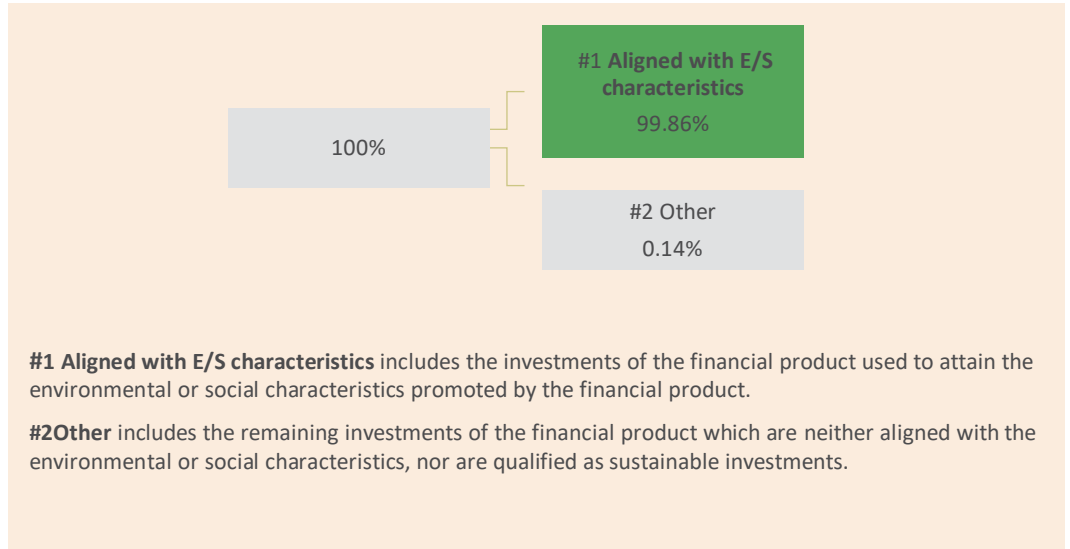 #1 Aligned with E/S
characteristics
99.86%
100%
#2 Other
0.14%
#1 Aligned with E/S characteristics includes the investments of the financial product used to attain the
environmental or social characteristics promoted by the financial product.
#2Other includes the remaining investments of the financial product which are neither aligned with the
environmental or social characteristics, nor are qualified as sustainable investments.